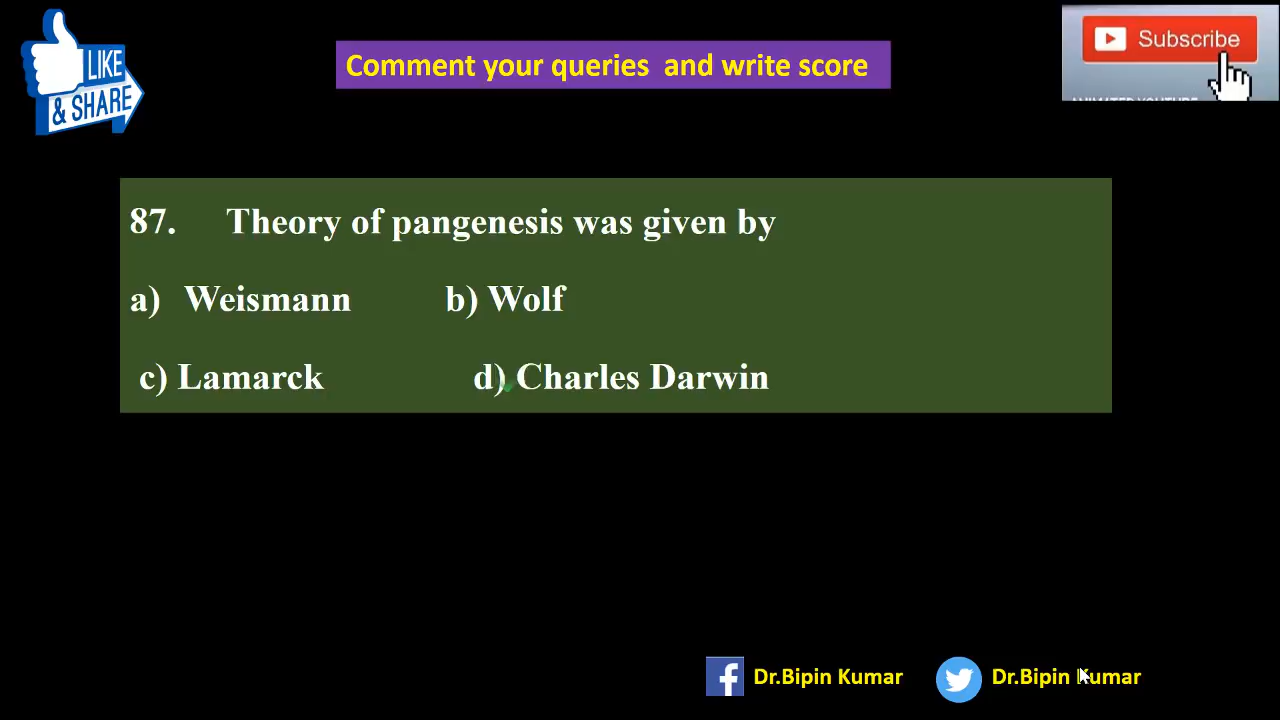 LIKE
& SHARE
Comment your queries and write score
Subscribe
87. Theory of pangenesis was given by
a) Weismann b) Wolf
c) Lamarck d) Charles Darwin
Dr.Bipin Kumar Dr.Bipin Kumar